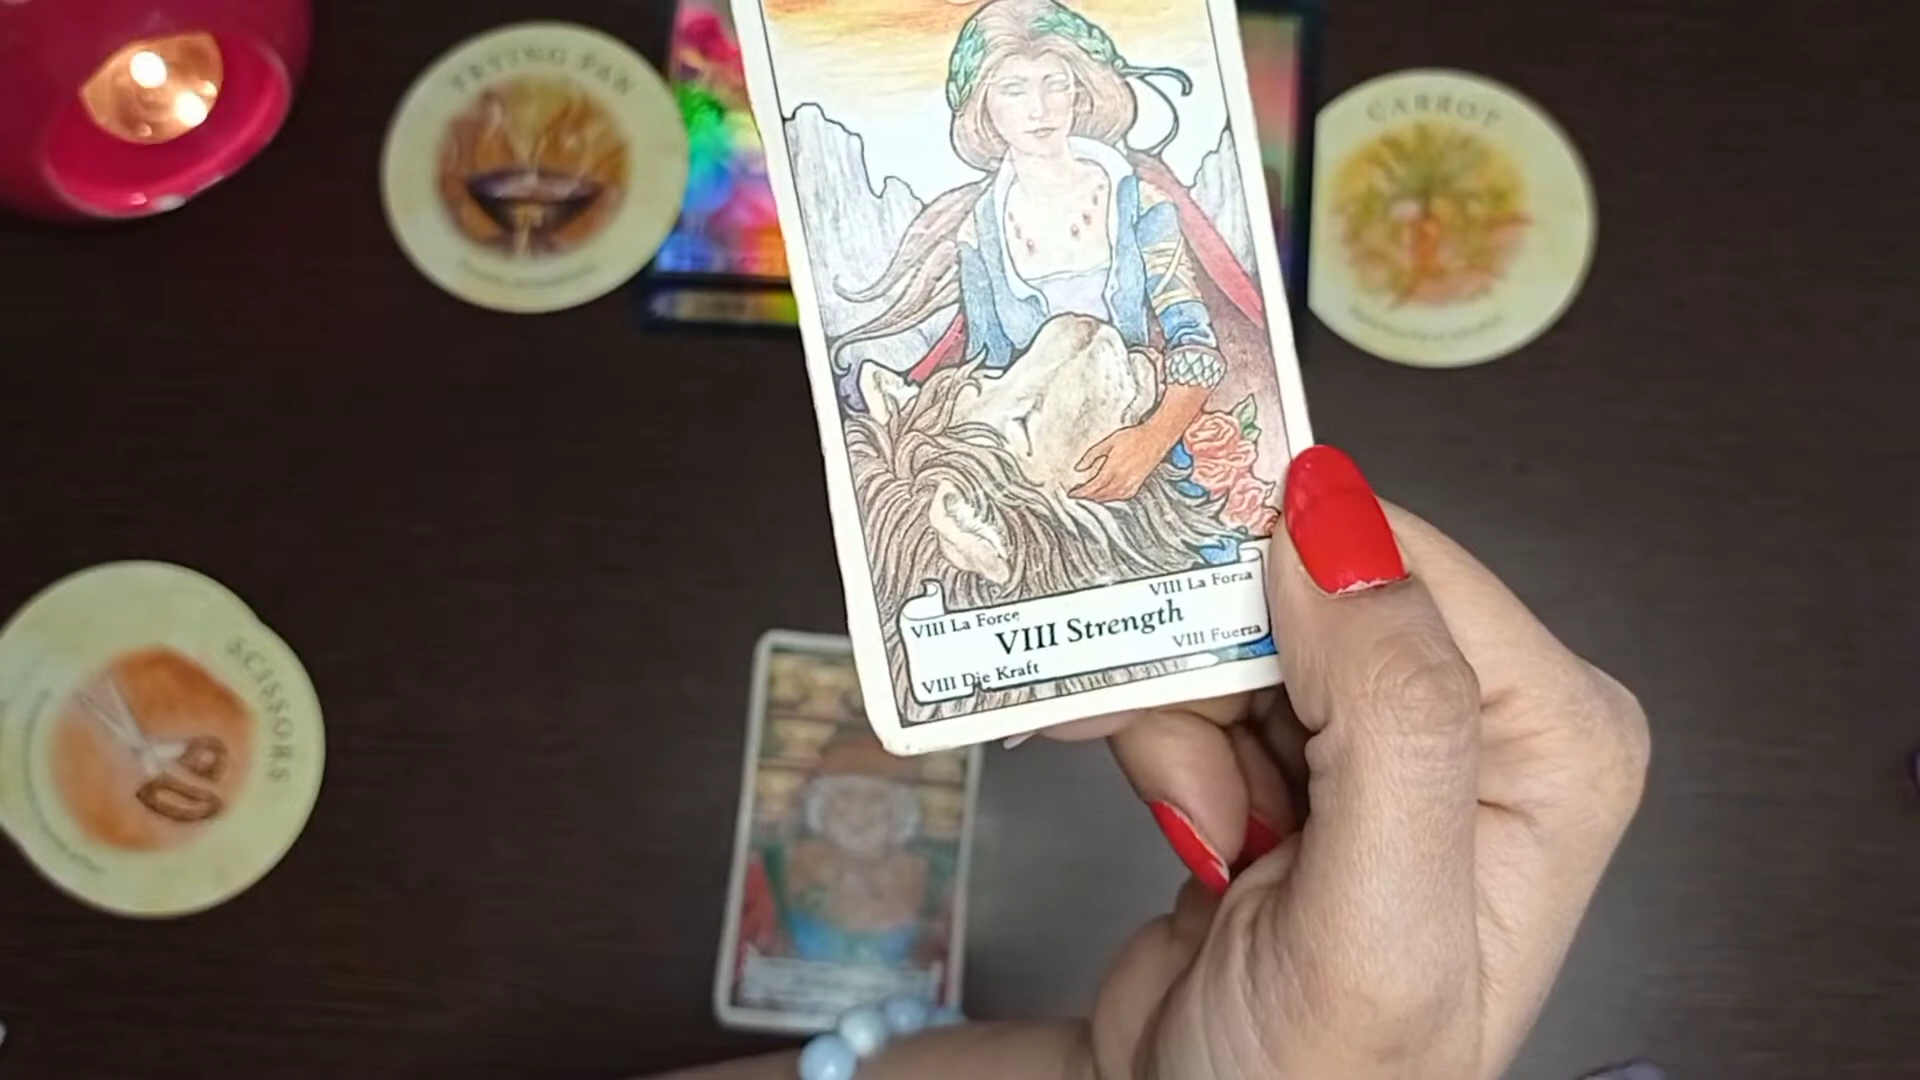 FRYING PAN
CARROT
SCISSORS
VIII La Force
VIII La Forza
VIII Strength
VIII Die Kraft
VIII Fuerza